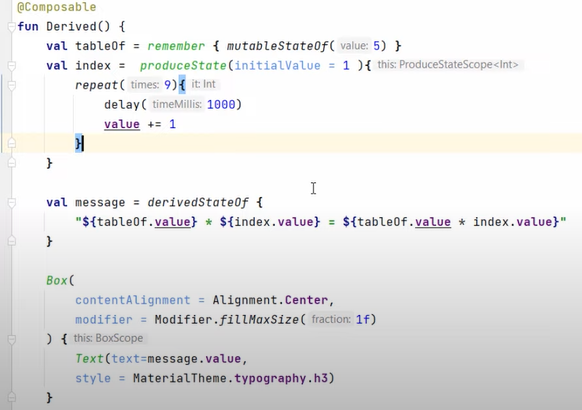 @Composable
fun Derived() {
    val tableOf = remember { mutableStateOf( value: 5) }
    val index =  produceState(initialValue = 1 ){ this: ProduceStateScope<Int>
        repeat( times: 9){ it: Int
            delay( timeMillis: 1000)
            value += 1
        }
    }
    val message = derivedStateOf {
        "${tableOf.value} * ${index.value} = ${tableOf.value * index.value}"
    }
    Box(
        contentAlignment = Alignment.Center,
        modifier = Modifier.fillMaxSize( fraction: 1f)
    ) { this: BoxScope
        Text(text=message.value,
        style = MaterialTheme.typography.h3)
    }